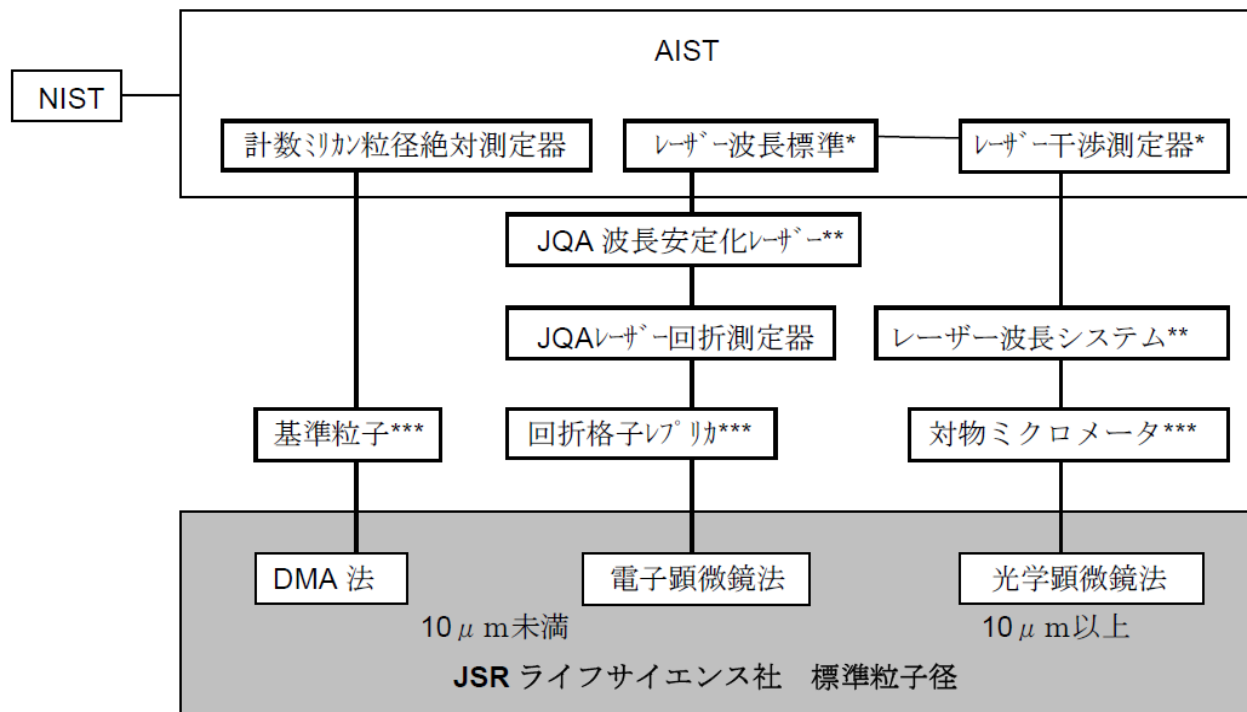 AIST
NIST
計数ﾐﾘｶﾝ粒径絶対測定器
ﾚｰｻﾞｰ波長標準*
ﾚｰｻﾞｰ干渉測定器*
JQA 波長安定化ﾚｰｻﾞｰ**
JQAﾚｰｻﾞｰ回折測定器
レーザー波長システム**
基準粒子***
回折格子ﾚﾌﾟﾘｶ***
対物ミクロメータ***
DMA 法
電子顕微鏡法
光学顕微鏡法
10μm未満
10μm以上
JSR ライフサイエンス社　標準粒子径